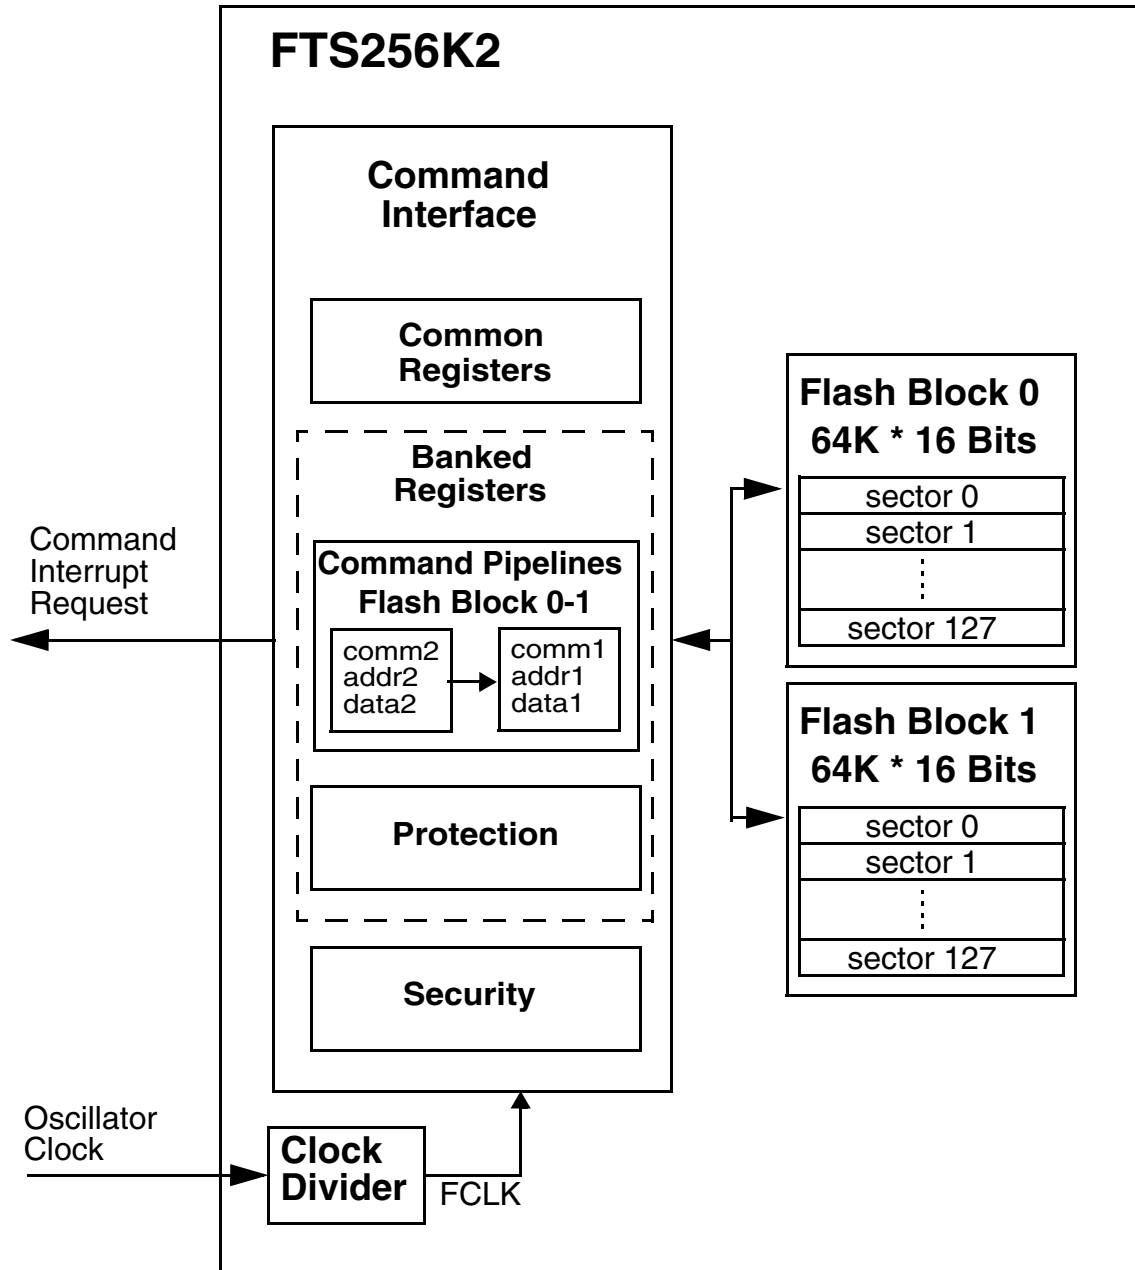 FTS256K2
Command
Interface
Common
Registers
Banked
Registers
Command Pipelines
Flash Block 0-1
comm2
addr2
data2
comm1
addr1
data1
Protection
Security
Command
Interrupt
Request
Flash Block 0
64K * 16 Bits
sector 0
sector 1
sector 127
Flash Block 1
64K * 16 Bits
sector 0
sector 1
sector 127
Oscillator
Clock
Clock
Divider
FCLK